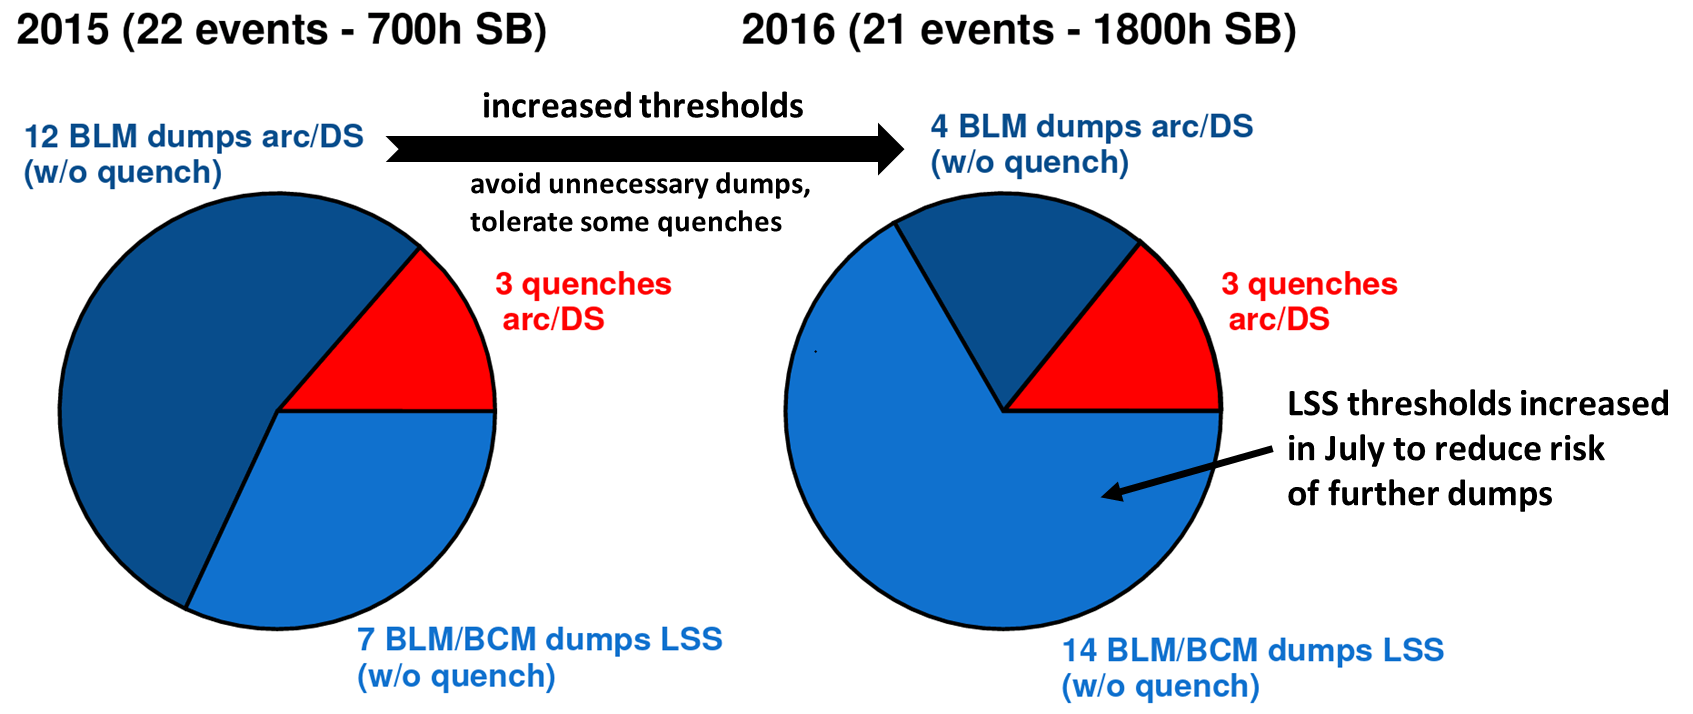 2015 (22 events - 700h SB)
2016 (21 events - 1800h SB)
12 BLM dumps arc/DS
(w/o quench)
increased thresholds
avoid unnecessary dumps,
tolerate some quenches
4 BLM dumps arc/DS
(w/o quench)
3 quenches
arc/DS
3 quenches
arc/DS
LSS thresholds increased
in July to reduce risk
of further dumps
7 BLM/BCM dumps LSS
(w/o quench)
14 BLM/BCM dumps LSS
(w/o quench)